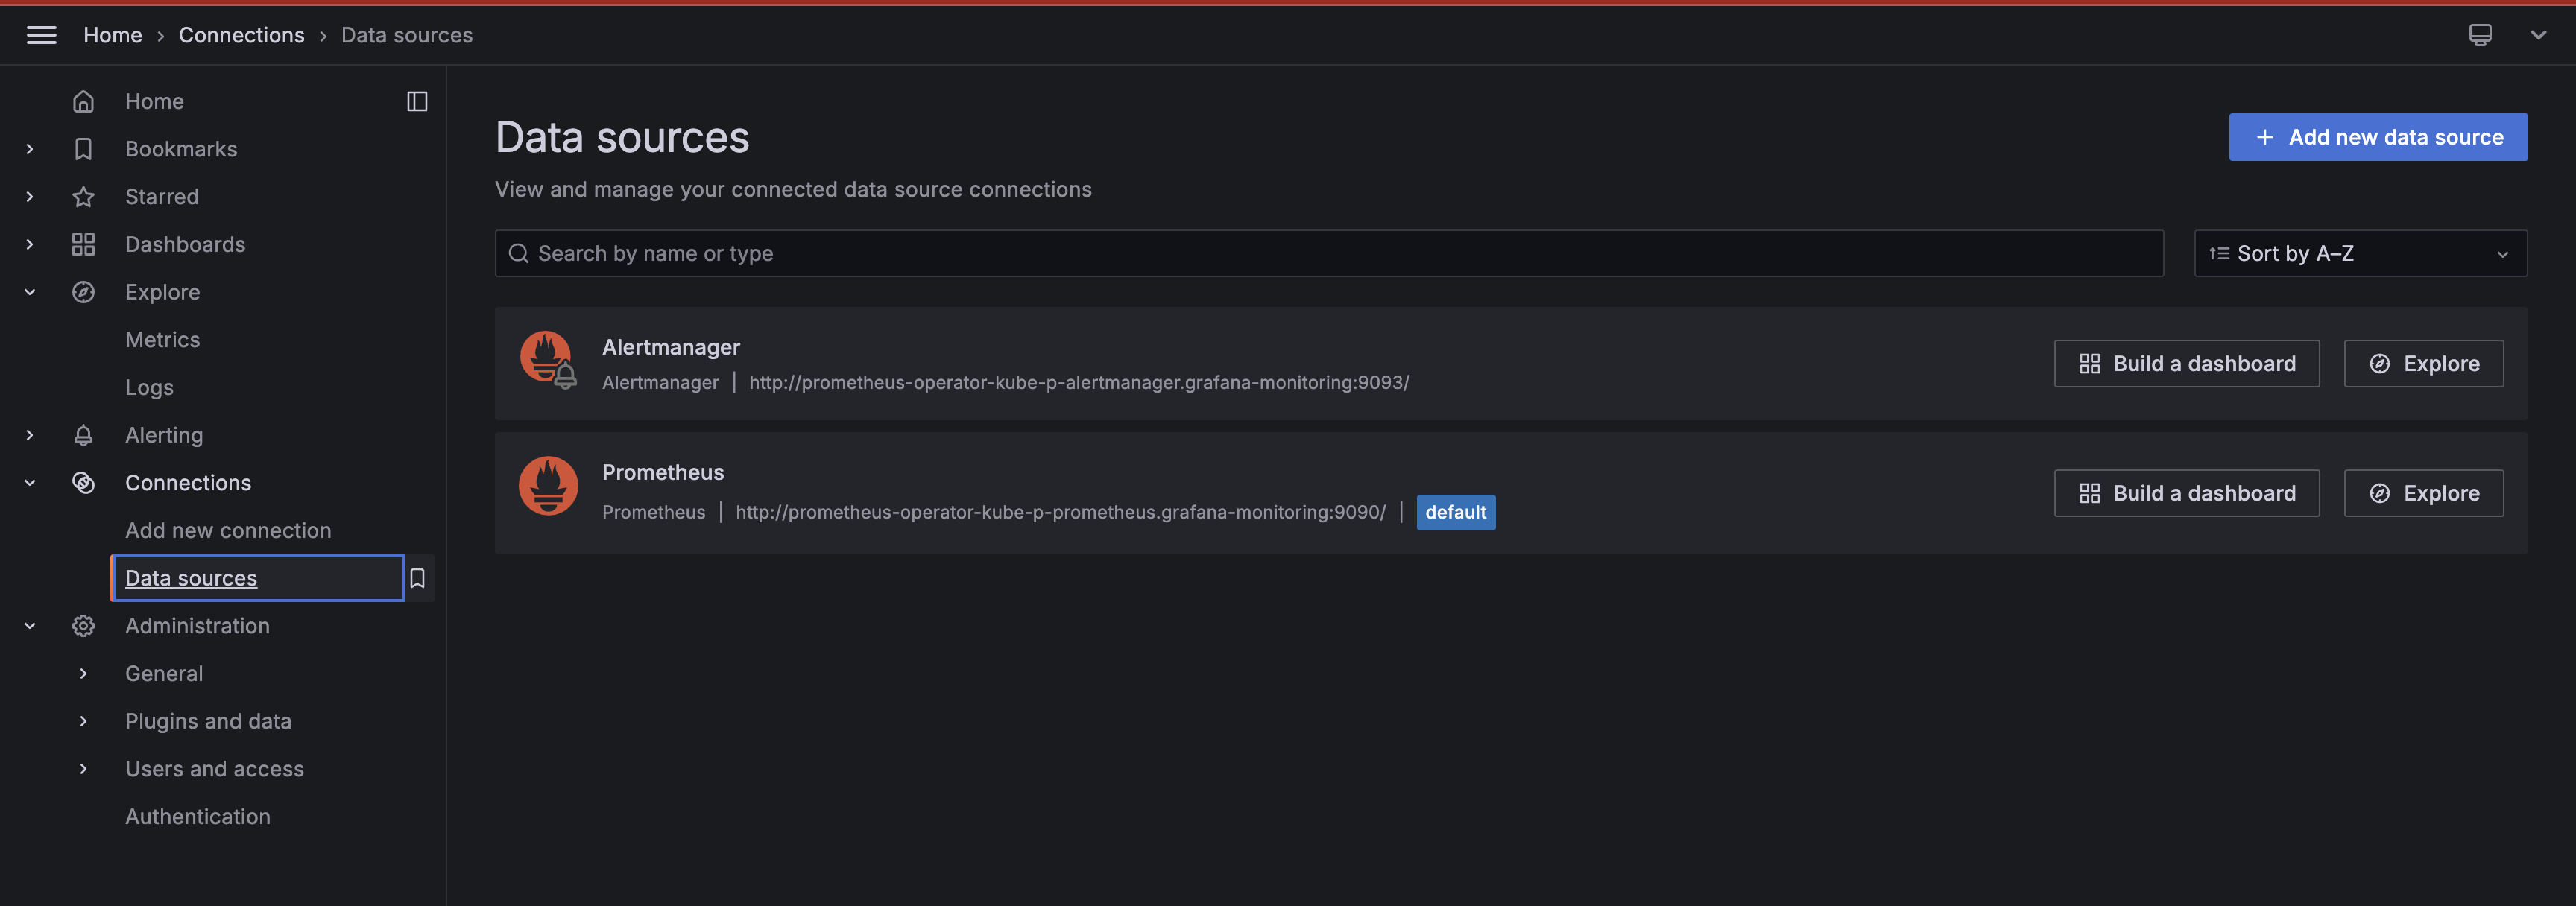 Home › Connections › Data sources
Home
Bookmarks
Starred
Dashboards
Explore
Metrics
Logs
Alerting
Connections
Add new connection
Data sources
Administration
General
Plugins and data
Users and access
Authentication
Data sources
+ Add new data source
View and manage your connected data source connections
Search by name or type
Sort by A–Z
Alertmanager
Alertmanager | http://prometheus-operator-kube-p-alertmanager.grafana-monitoring:9093/
Build a dashboard
Explore
Prometheus
Prometheus | http://prometheus-operator-kube-p-prometheus.grafana-monitoring:9090/ | default
Build a dashboard
Explore